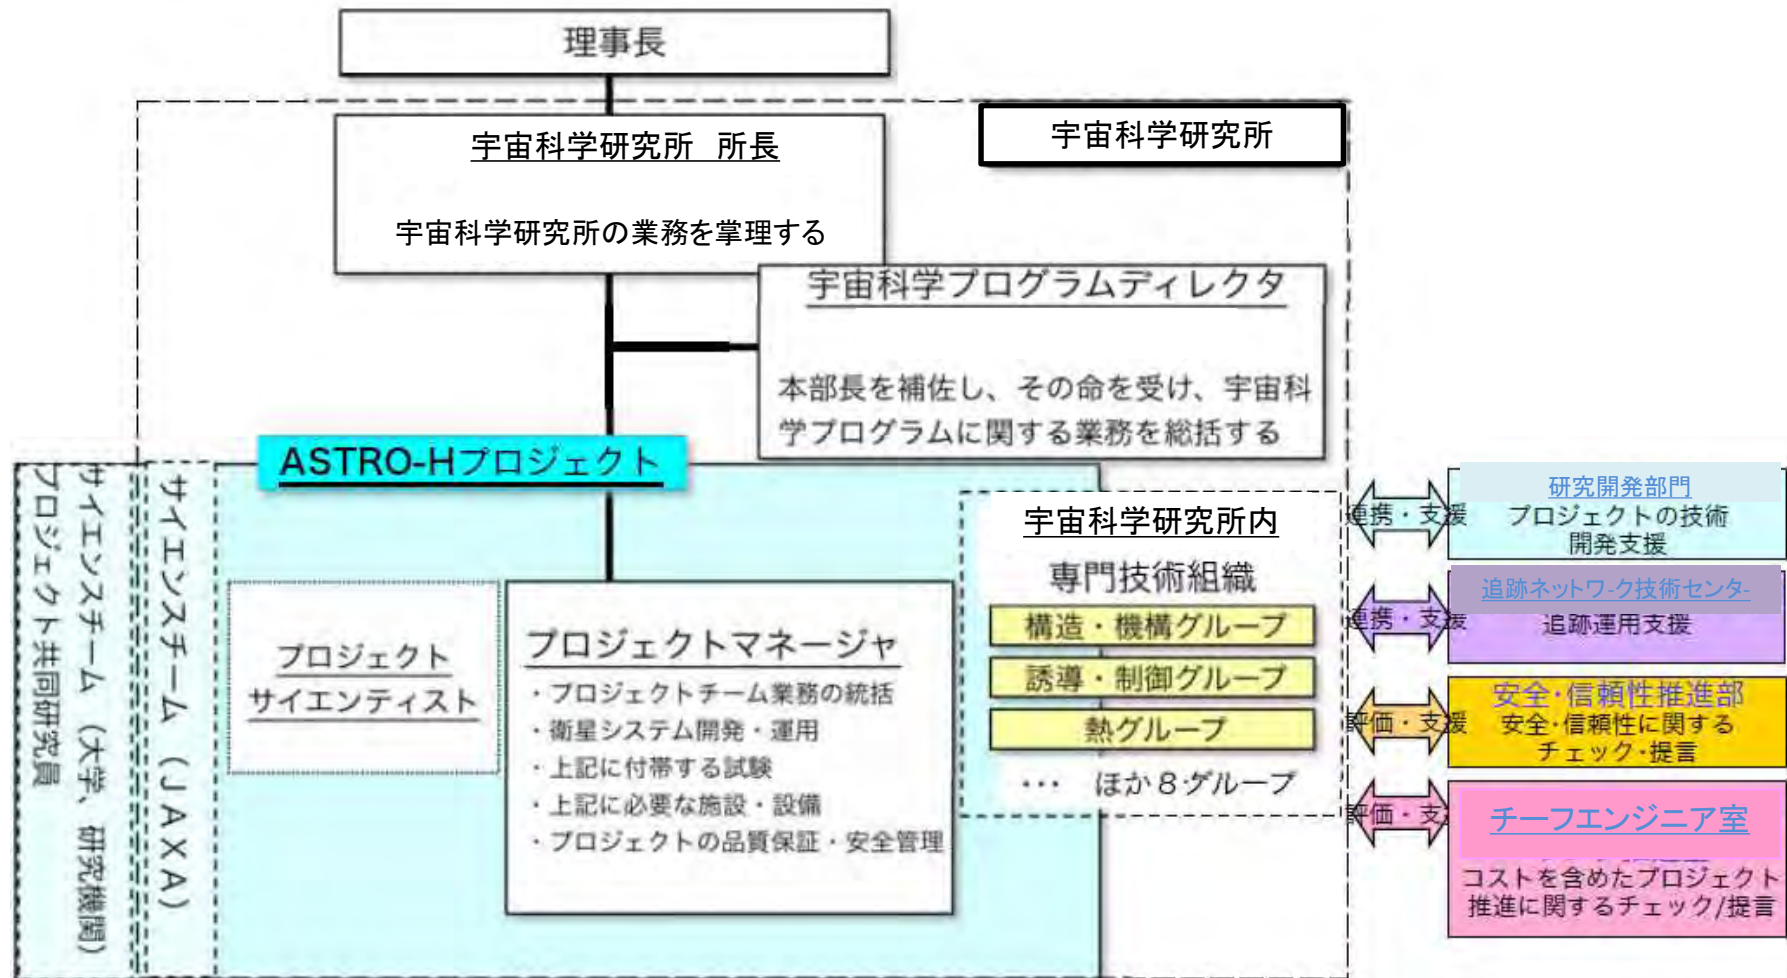 理事長
宇宙科学研究所 所長
宇宙科学研究所の業務を掌理する
宇宙科学研究所
宇宙科学プログラムディレクタ
本部長を補佐し、その命を受け、宇宙科
学プログラムに関する業務を総括する
ASTRO-Hプロジェクト
サイエンスチーム（大学、研究機関）
プロジェクト共同研究員
サイエンスチーム（JAXA）
プロジェクト
サイエンティスト
プロジェクトマネージャ
・プロジェクトチーム業務の統括
・衛星システム開発・運用
・上記に付帯する試験
・上記に必要な施設・設備
・プロジェクトの品質保証・安全管理
宇宙科学研究所内
専門技術組織
構造・機構グループ
誘導・制御グループ
熱グループ
… ほか８グループ
連携・支援
研究開発部門
プロジェクトの技術
開発支援
連携・支援
追跡ネットワ-ク技術センタ-
追跡運用支援
評価・支援
安全・信頼性推進部
安全・信頼性に関する
チェック・提言
評価・支
チーフエンジニア室
コストを含めたプロジェクト
推進に関するチェック/提言